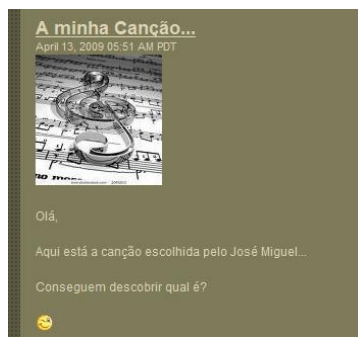 A minha Canção...
April 13, 2009 05:51 AM PDT
Olá,
Aqui está a canção escolhida pelo José Miguel...
Conseguem descobrir qual é?